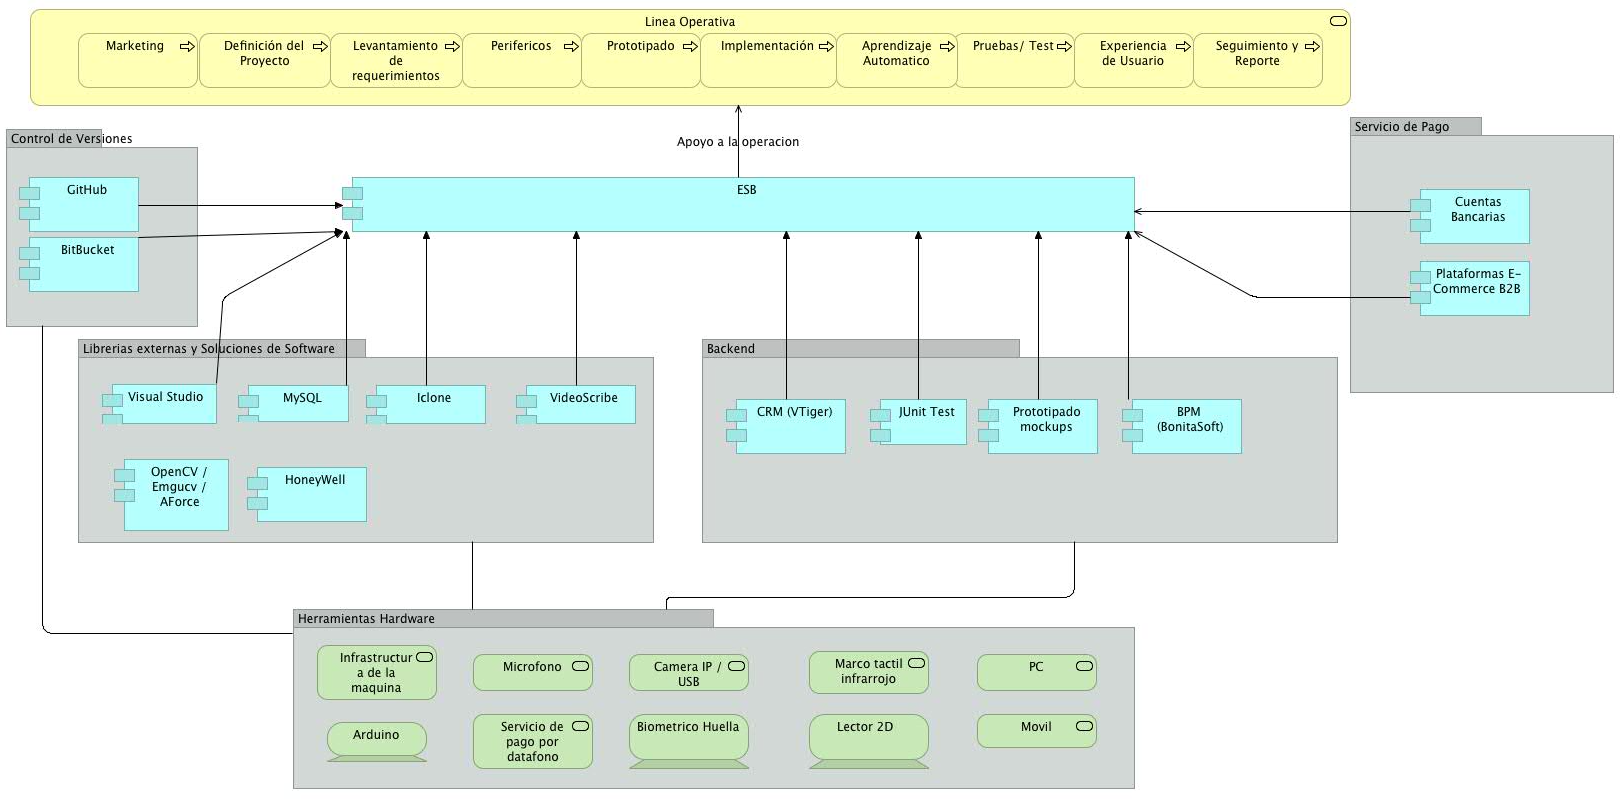 Linea Operativa
Marketing
Definición del
Proyecto
Levantamiento
de
requerimientos
Perifericos
Prototipado
Implementación
Aprendizaje
Automatico
Pruebas/ Test
Experiencia
de Usuario
Seguimiento y
Reporte
Apoyo a la operacion
Control de Versiones
GitHub
BitBucket
ESB
Servicio de Pago
Cuentas
Bancarias
Plataformas E-
Commerce B2B
Librerias externas y Soluciones de Software
Visual Studio
MySQL
Iclone
VideoScribe
OpenCV /
Emgucv /
AForce
HoneyWell
Backend
CRM (VTiger)
JUnit Test
Prototipado
mockups
BPM
(BonitaSoft)
Herramientas Hardware
Infrastructur
a de la
maquina
Microfono
Camera IP /
USB
Marco tactil
infrarrojo
PC
Arduino
Servicio de
pago por
datafono
Biometrico Huella
Lector 2D
Movil